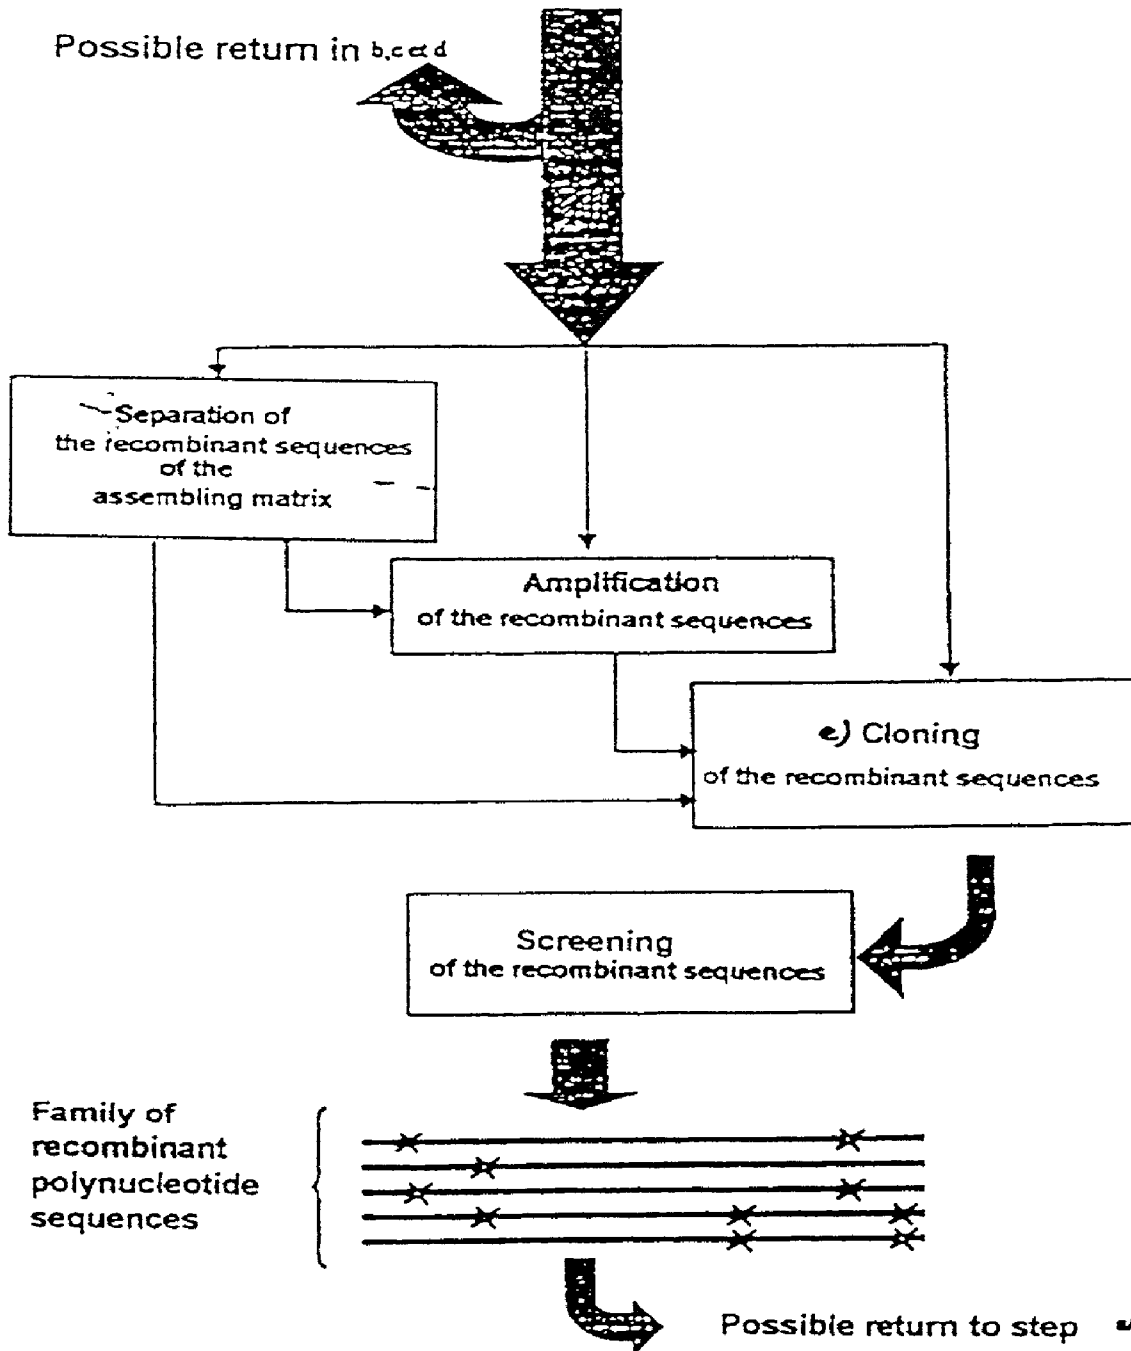 Possible return in b,c et d
Separation of
the recombinant sequences
of the
assembling matrix
Amplification
of the recombinant sequences
e) Cloning
of the recombinant sequences
Screening
of the recombinant sequences
Family of
recombinant
polynucleotide
sequences
Possible return to step